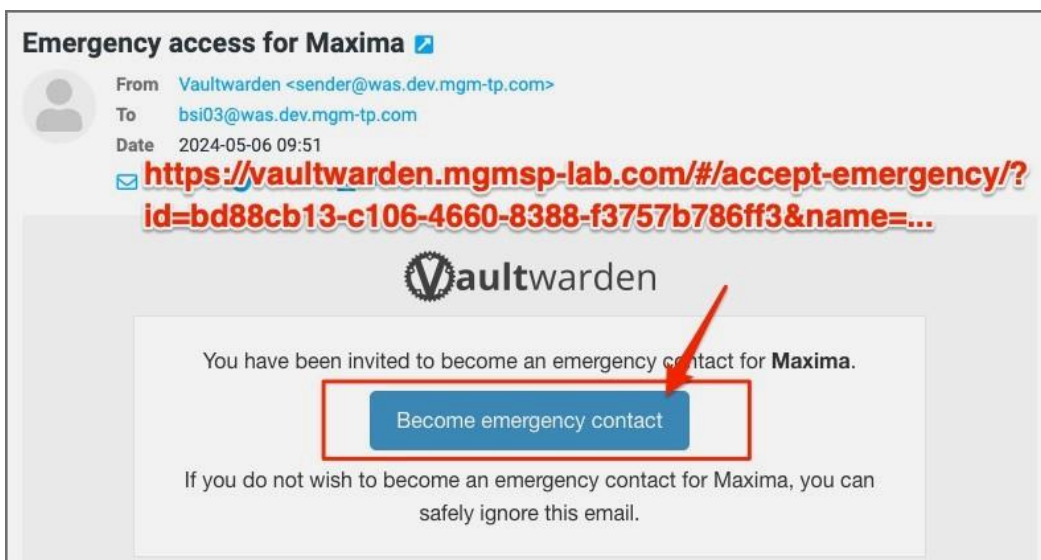 Emergency access for Maxima
From Vaultwarden <sender@was.dev.mgm-tp.com>
To bsi03@was.dev.mgm-tp.com
Date 2024-05-06 09:51
https://vaultwarden.mgmsp-lab.com/#/accept-emergency/?
id=bd88cb13-c106-4660-8388-f3757b786ff3&name=...
Vaultwarden
You have been invited to become an emergency contact for Maxima.
Become emergency contact
If you do not wish to become an emergency contact for Maxima, you can
safely ignore this email.